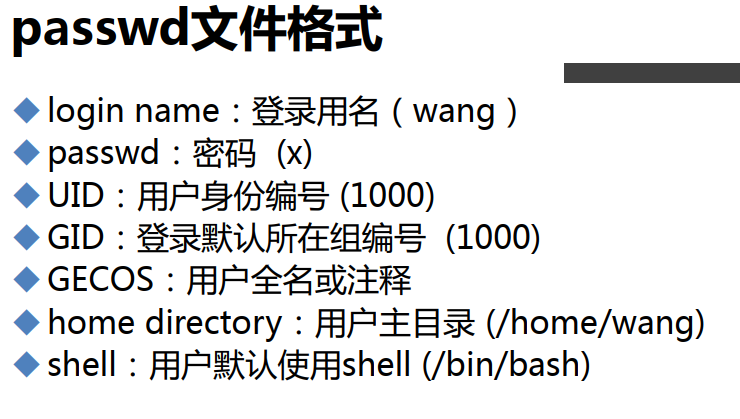 passwd文件格式
login name：登录用名（wang）
passwd：密码 (x)
UID：用户身份编号 (1000)
GID：登录默认所在组编号 (1000)
GECOS：用户全名或注释
home directory：用户主目录 (/home/wang)
shell：用户默认使用shell (/bin/bash)